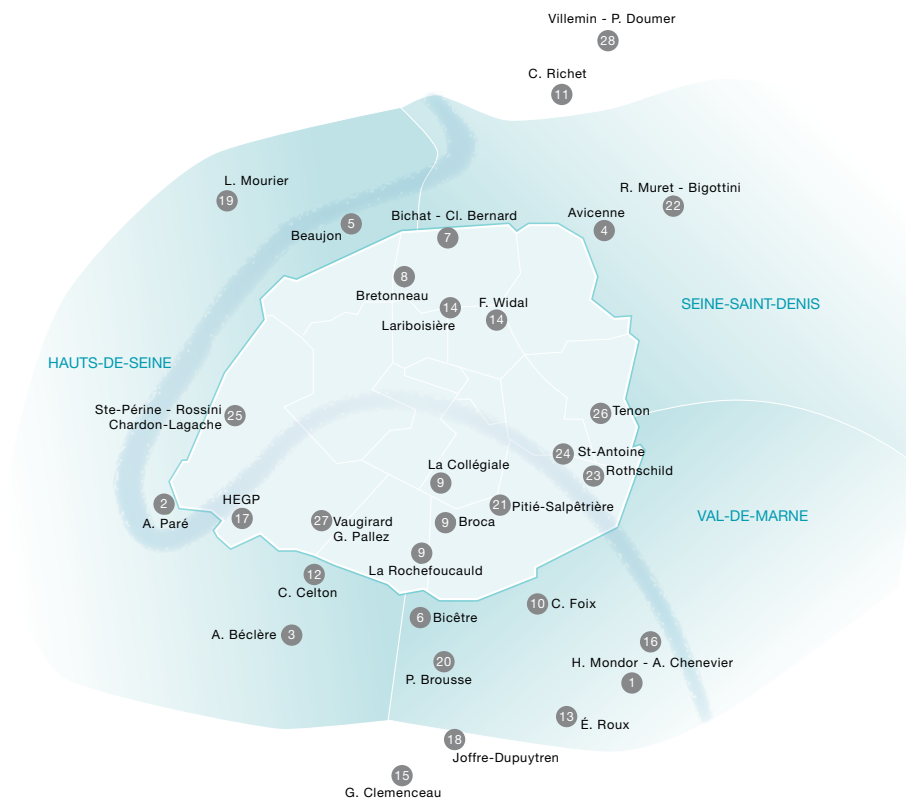 Villemin - P. Doumer
28
C. Richet
11
L. Mourier
19
R. Muret - Bigottini
22
Avicenne
4
Beaujon
5
Bichat - Cl. Bernard
7
8
Bretonneau
14
Lariboisière
F. Widal
14
SEINE-SAINT-DENIS
HAUTS-DE-SEINE
Ste-Périne - Rossini
Chardon-Lagache
25
26 Tenon
24 St-Antoine
23 Rothschild
La Collégiale
9
2
A. Paré
HEGP
17
27 Vaugirard
G. Pallez
9 Broca
21 Pitié-Salpêtrière
VAL-DE-MARNE
9
La Rochefoucauld
12
C. Celton
10 C. Foix
6 Bicêtre
A. Béclère 3
16
H. Mondor - A. Chenevier
1
20
P. Brousse
13 É. Roux
18
Joffre-Dupuytren
15
G. Clemenceau